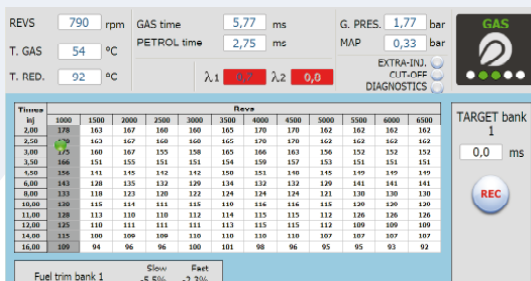 REVS 790 rpm GAS time 5,77 ms G. PRES. 1,77 bar GAS
T. GAS 54 °C PETROL time 2,75 ms MAP 0,33 bar
T. RED. 92 °C λ1 λ2 0,0 EXTRA-INJ.
CUT-OFF
DIAGNOSTICS
Times Revs
inj 1000 1500 2000 2500 3000 3500 4000 4500 5000 5500 6000 6500
2,00 178 163 167 160 160 165 170 170 162 162 162 162
2,50 163 167 160 160 165 170 170 162 162 162 162
3,00 175 160 167 155 158 165 166 163 156 152 152 152
3,50 166 151 155 151 151 154 159 157 153 151 151 151
4,50 156 141 145 142 142 150 151 140 145 149 149 149
6,00 143 128 135 132 129 134 132 132 129 141 141 141
8,00 133 118 123 120 122 124 124 124 121 130 130 130
10,00 130 115 114 111 115 110 116 116 115 120 120 120
11,00 128 113 110 110 112 114 115 115 112 126 126 126
12,00 125 110 111 111 111 113 115 115 112 109 109 109
14,00 115 100 109 109 110 110 110 110 107 107 107 107
16,00 109 94 96 96 100 101 98 96 95 95 93 92
TARGET bank
1
0,0 ms
REC
Slow Fast
Fuel trim bank 1 -5,5% -2,3%